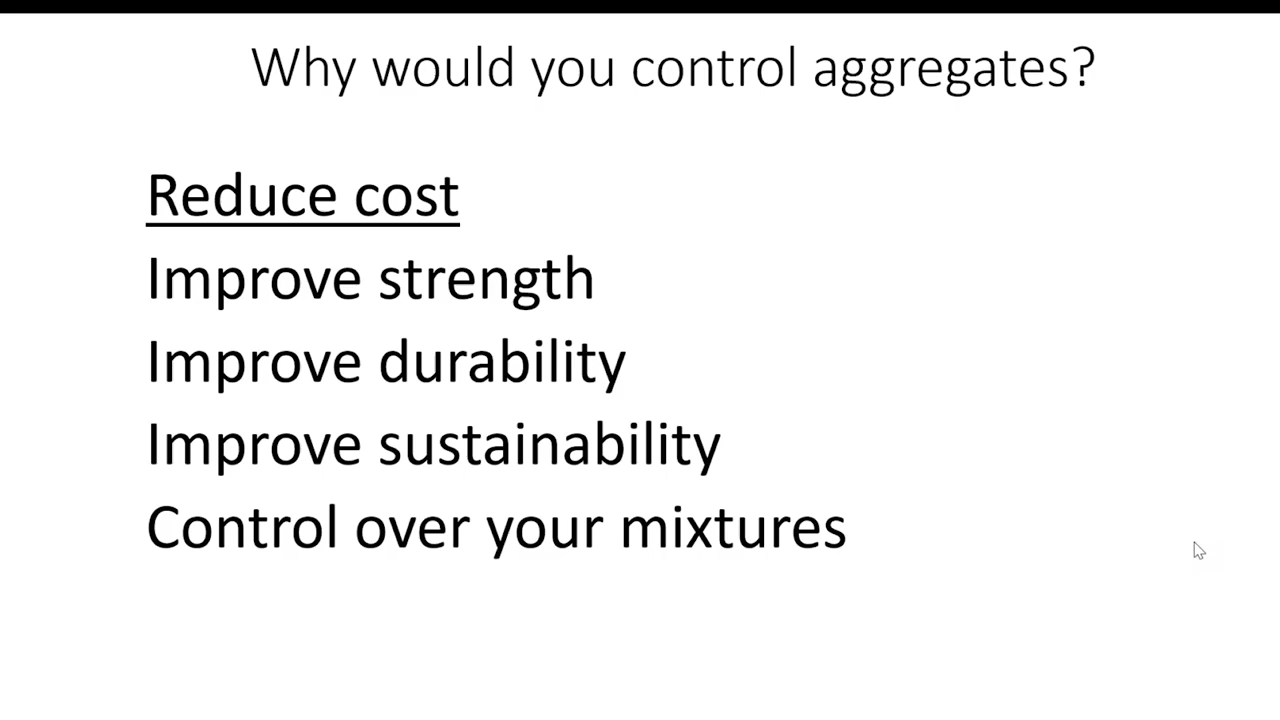 Why would you control aggregates?
Reduce cost
Improve strength
Improve durability
Improve sustainability
Control over your mixtures